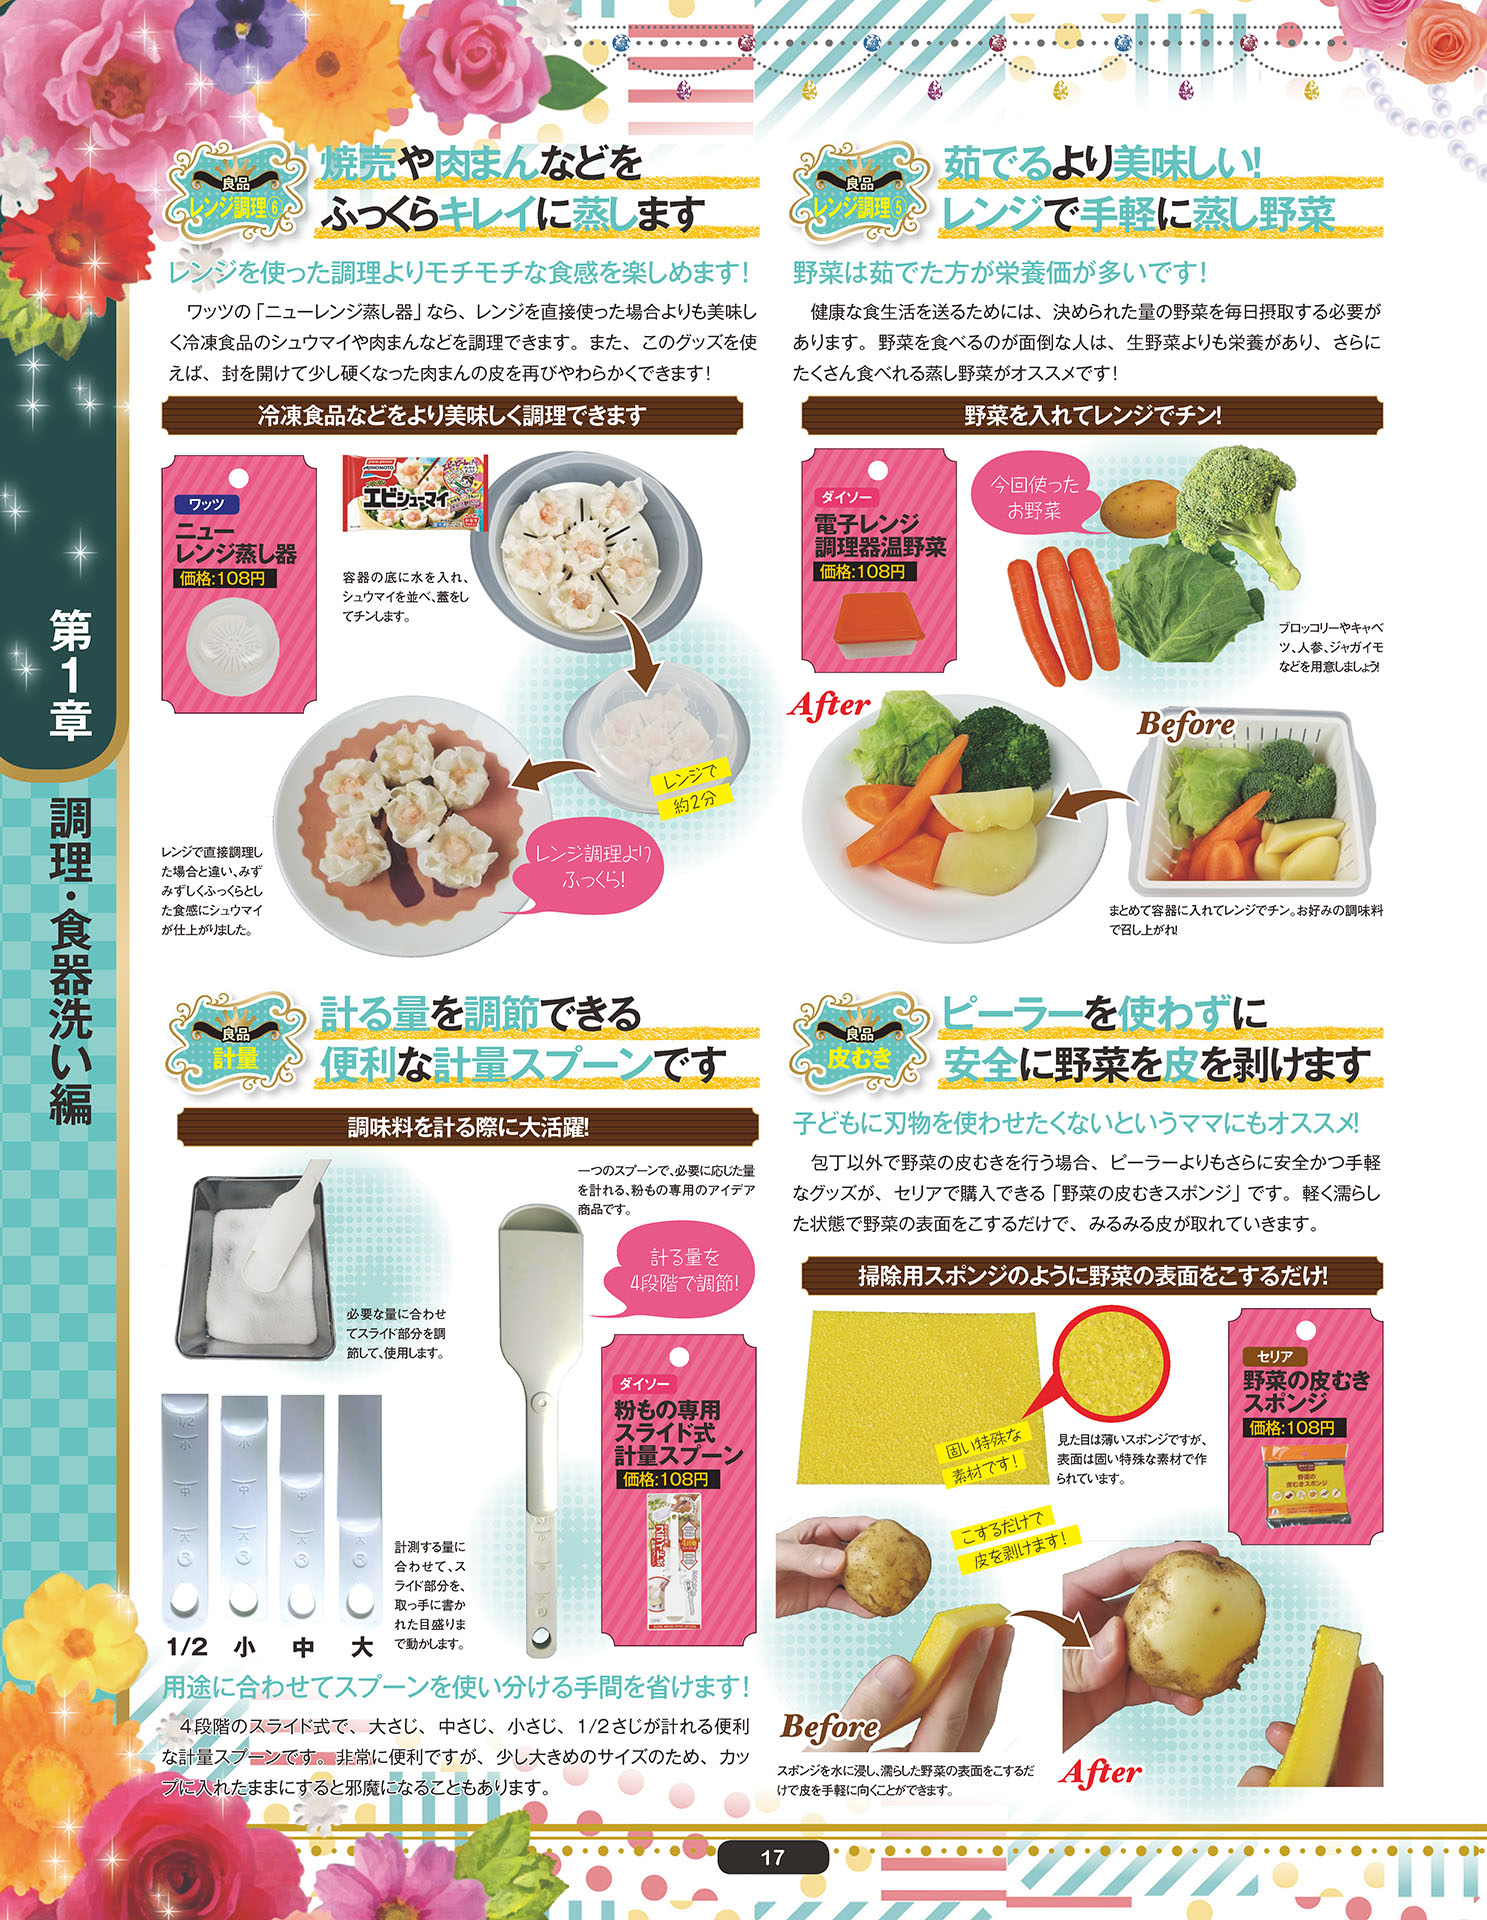 第1章
調理・食器洗い編
良品
レンジ調理⑤
茹でるより美味しい!
レンジで手軽に蒸し野菜
野菜は茹でた方が栄養価が多いです!
健康な食生活を送るためには、決められた量の野菜を毎日摂取する必要が
あります。野菜を食べるのが面倒な人は、生野菜よりも栄養があり、さらに
たくさん食べれる蒸し野菜がオススメです!
野菜を入れてレンジでチン!
ダイソー
電子レンジ
調理器温野菜
価格:108円
今回使った
お野菜
ブロッコリーやキャベ
ツ、人参、ジャガイモ
などを用意しましょう!
After
Before
まとめて容器に入れてレンジでチン。お好みの調味料
で召し上がれ!
良品
レンジ調理⑥
焼売や肉まんなどを
ふっくらキレイに蒸します
レンジを使った調理よりモチモチな食感を楽しめます!
ワッツの「ニューレンジ蒸し器」なら、レンジを直接使った場合よりも美味し
く冷凍食品のシュウマイや肉まんなどを調理できます。また、このグッズを使
えば、封を開けて少し硬くなった肉まんの皮を再びやわらかくできます!
冷凍食品などをより美味しく調理できます
ワッツ
ニュー
レンジ蒸し器
価格:108円
AJINOMOTO
エビシューマイ
容器の底に水を入れ、
シュウマイを並べ、蓋をし
てチンします。
レンジで
約2分
レンジ調理より
ふっくら!
レンジで直接調理し
た場合と違い、みず
みずしくふっくらとし
た食感にシュウマイ
が仕上がりました。
良品
皮むき
ピーラーを使わずに
安全に野菜を皮を剥けます
子どもに刃物を使わせたくないというママにもオススメ!
包丁以外で野菜の皮むきを行う場合、ピーラーよりもさらに安全かつ手軽
なグッズが、セリアで購入できる「野菜の皮むきスポンジ」です。軽く濡らし
た状態で野菜の表面をこするだけで、みるみる皮が取れていきます。
掃除用スポンジのように野菜の表面をこするだけ!
固い特殊な
素材です!
見た目は薄いスポンジですが、
表面は固い特殊な素材で作
られています。
セリア
野菜の皮むき
スポンジ
価格:108円
野菜の
皮むきスポンジ
こするだけで
皮を剥けます!
Before
After
スポンジを水に浸し、濡らした野菜の表面をこするだ
けで皮を手軽に向くことができます。
良品
計量
計る量を調節できる
便利な計量スプーンです
調味料を計る際に大活躍!
一つのスプーンで、必要に応じた量
を計れる、粉もの専用のアイデア
商品です。
計る量を
4段階で調節!
必要な量に合わせ
てスライド部分を調
節して、使用します。
ダイソー
粉もの専用
スライド式
計量スプーン
価格:108円
スライド式
1/2
小
中
大
小
中
大
中
大
大
計測する量に
合わせて、ス
ライド部分を、
取っ手に書か
れた目盛りま
で動かします。
1/2 小 中 大
用途に合わせてスプーンを使い分ける手間を省けます!
4段階のスライド式で、大さじ、中さじ、小さじ、1/2さじが計れる便利
な計量スプーンです。非常に便利ですが、少し大きめのサイズのため、カッ
プに入れたままにすると邪魔になることもあります。
17